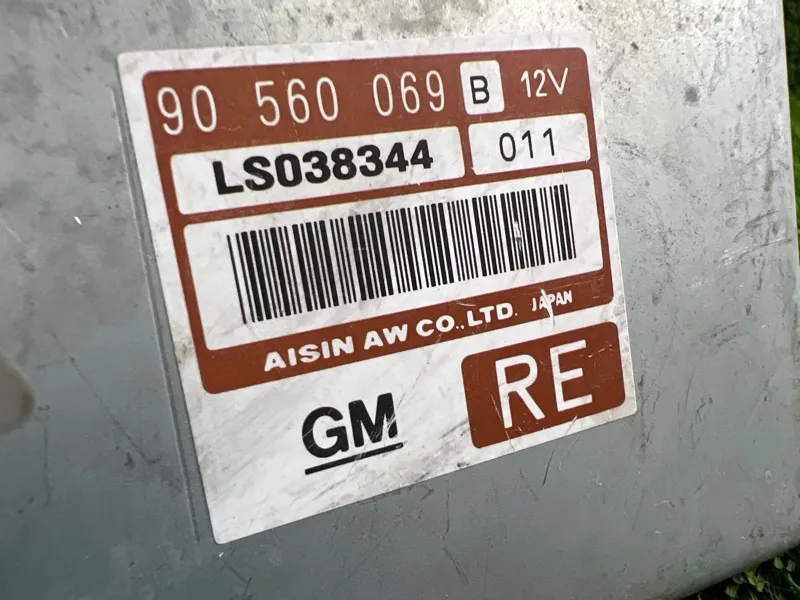 90 560 069 B 12V
LS038344 011
AISIN AW CO.,LTD. JAPAN
GM RE